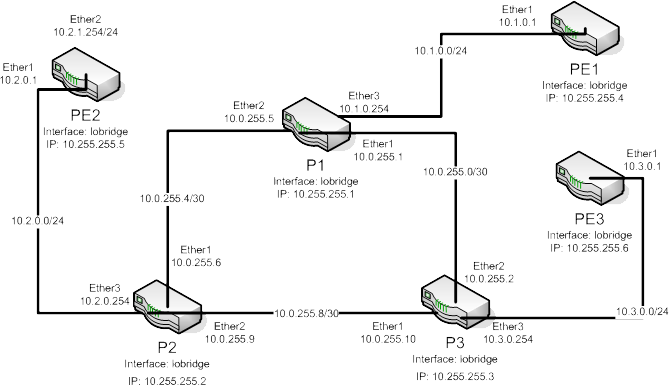 Ether2
10.2.1.254/24
Ether1
10.2.0.1
PE2
Interface: lobridge
IP: 10.255.255.5
Ether1
10.1.0.1
PE1
IP: 10.255.255.4
10.1.0.0/24
Ether3
10.1.0.254
Ether2
10.0.255.5
P1
Interface: lobridge
IP: 10.255.255.1
Ether1
10.0.255.1
Ether1
10.3.0.1
PE3
Interface: lobridge
IP: 10.255.255.6
10.0.255.0/30
10.0.255.4/30
10.2.0.0/24
Ether1
10.0.255.6
Ether3
10.2.0.254
P2
Interface: lobridge
IP: 10.255.255.2
Ether2
10.0.255.9
10.0.255.8/30
Ether2
10.0.255.2
Ether1
10.0.255.10
P3
Interface: lobridge
IP: 10.255.255.3
Ether3
10.3.0.254
10.3.0.0/24